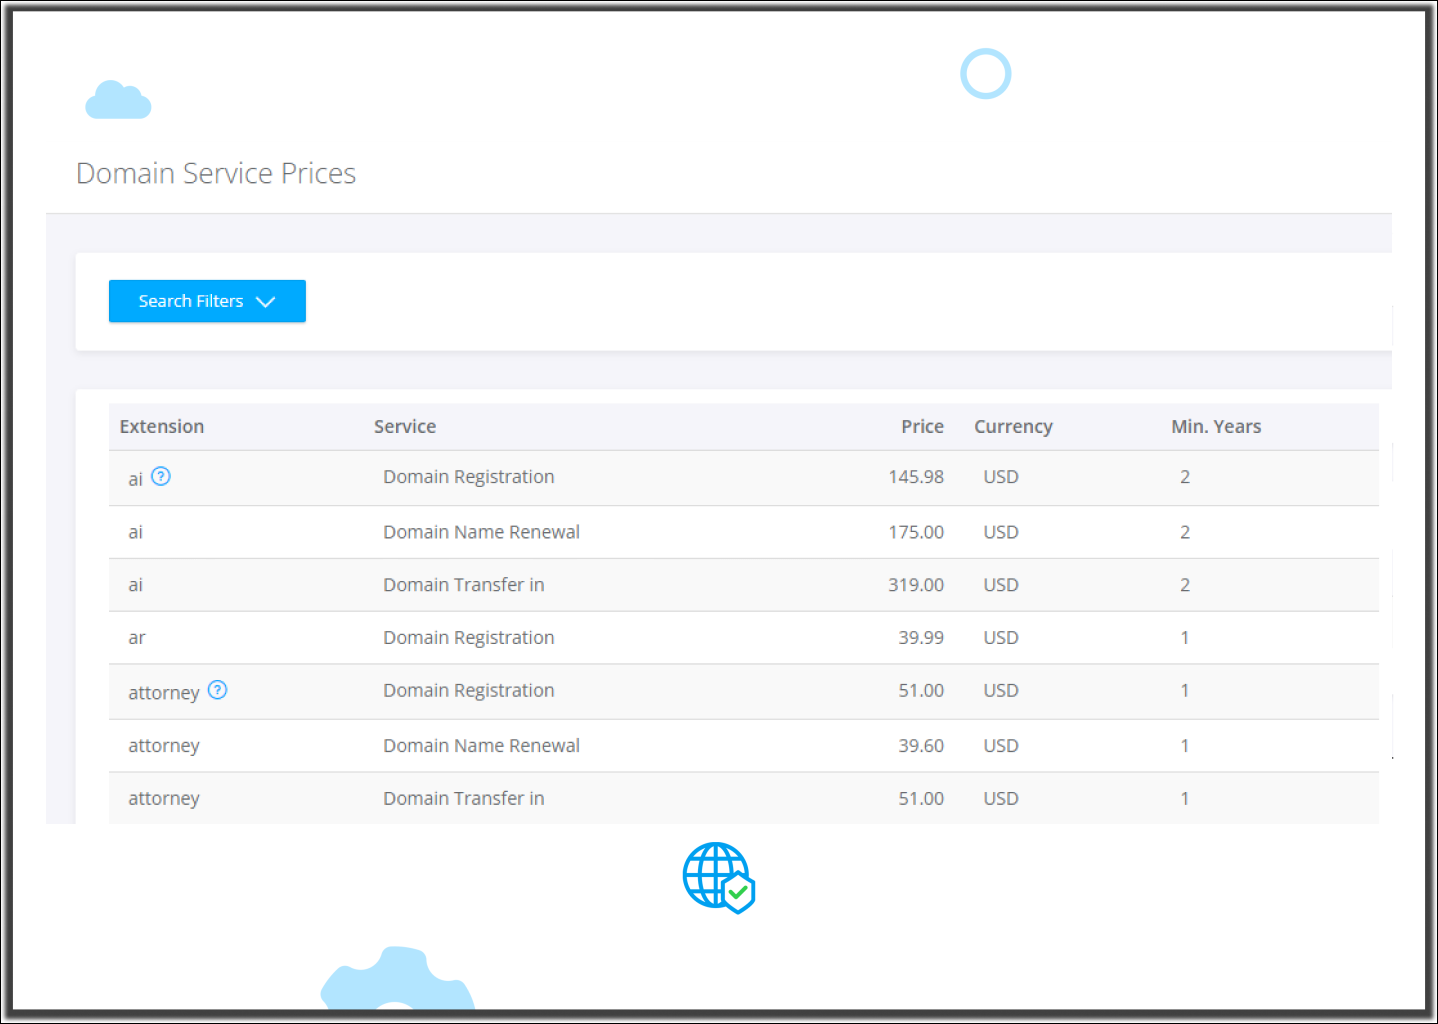 Domain Service Prices
Search Filters
Extension Service Price Currency Min. Years
ai ? Domain Registration 145.98 USD 2
ai Domain Name Renewal 175.00 USD 2
ai Domain Transfer in 319.00 USD 2
ar Domain Registration 39.99 USD 1
attorney ? Domain Registration 51.00 USD 1
attorney Domain Name Renewal 39.60 USD 1
attorney Domain Transfer in 51.00 USD 1